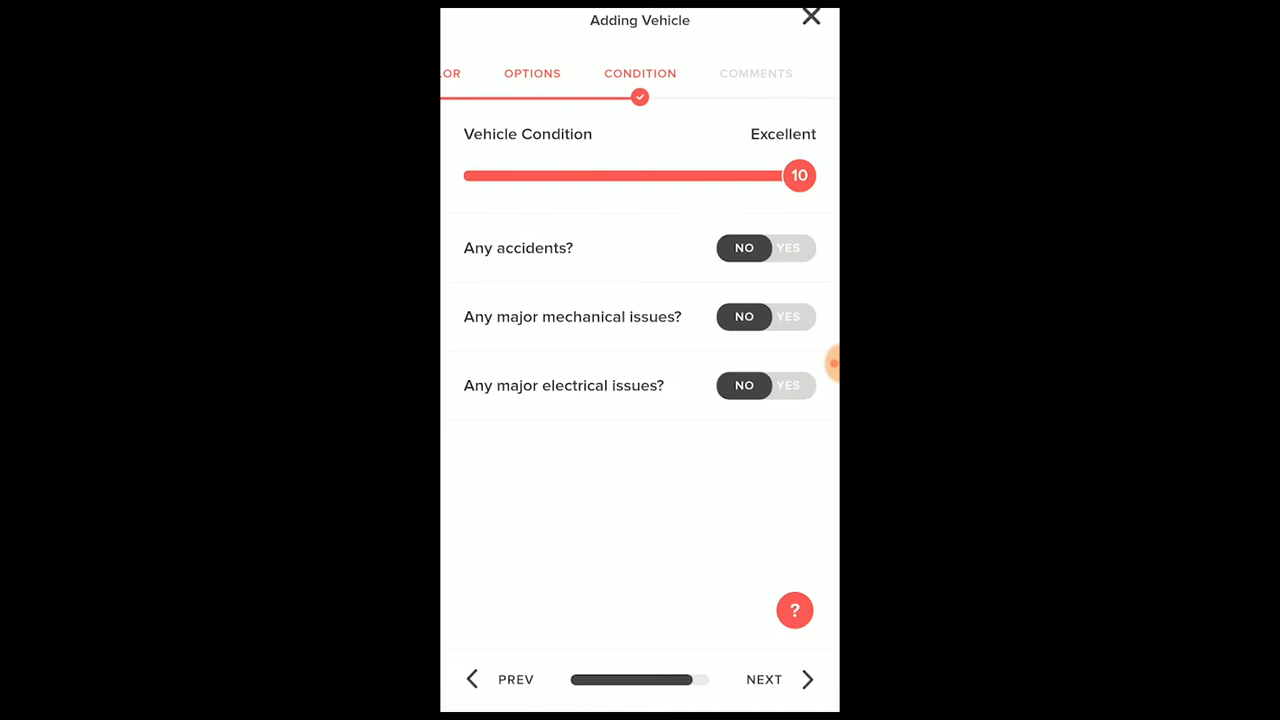 Adding Vehicle
LOR OPTIONS CONDITION COMMENTS
Vehicle Condition Excellent
10
Any accidents? NO YES
Any major mechanical issues? NO YES
Any major electrical issues? NO YES
?
PREV NEXT